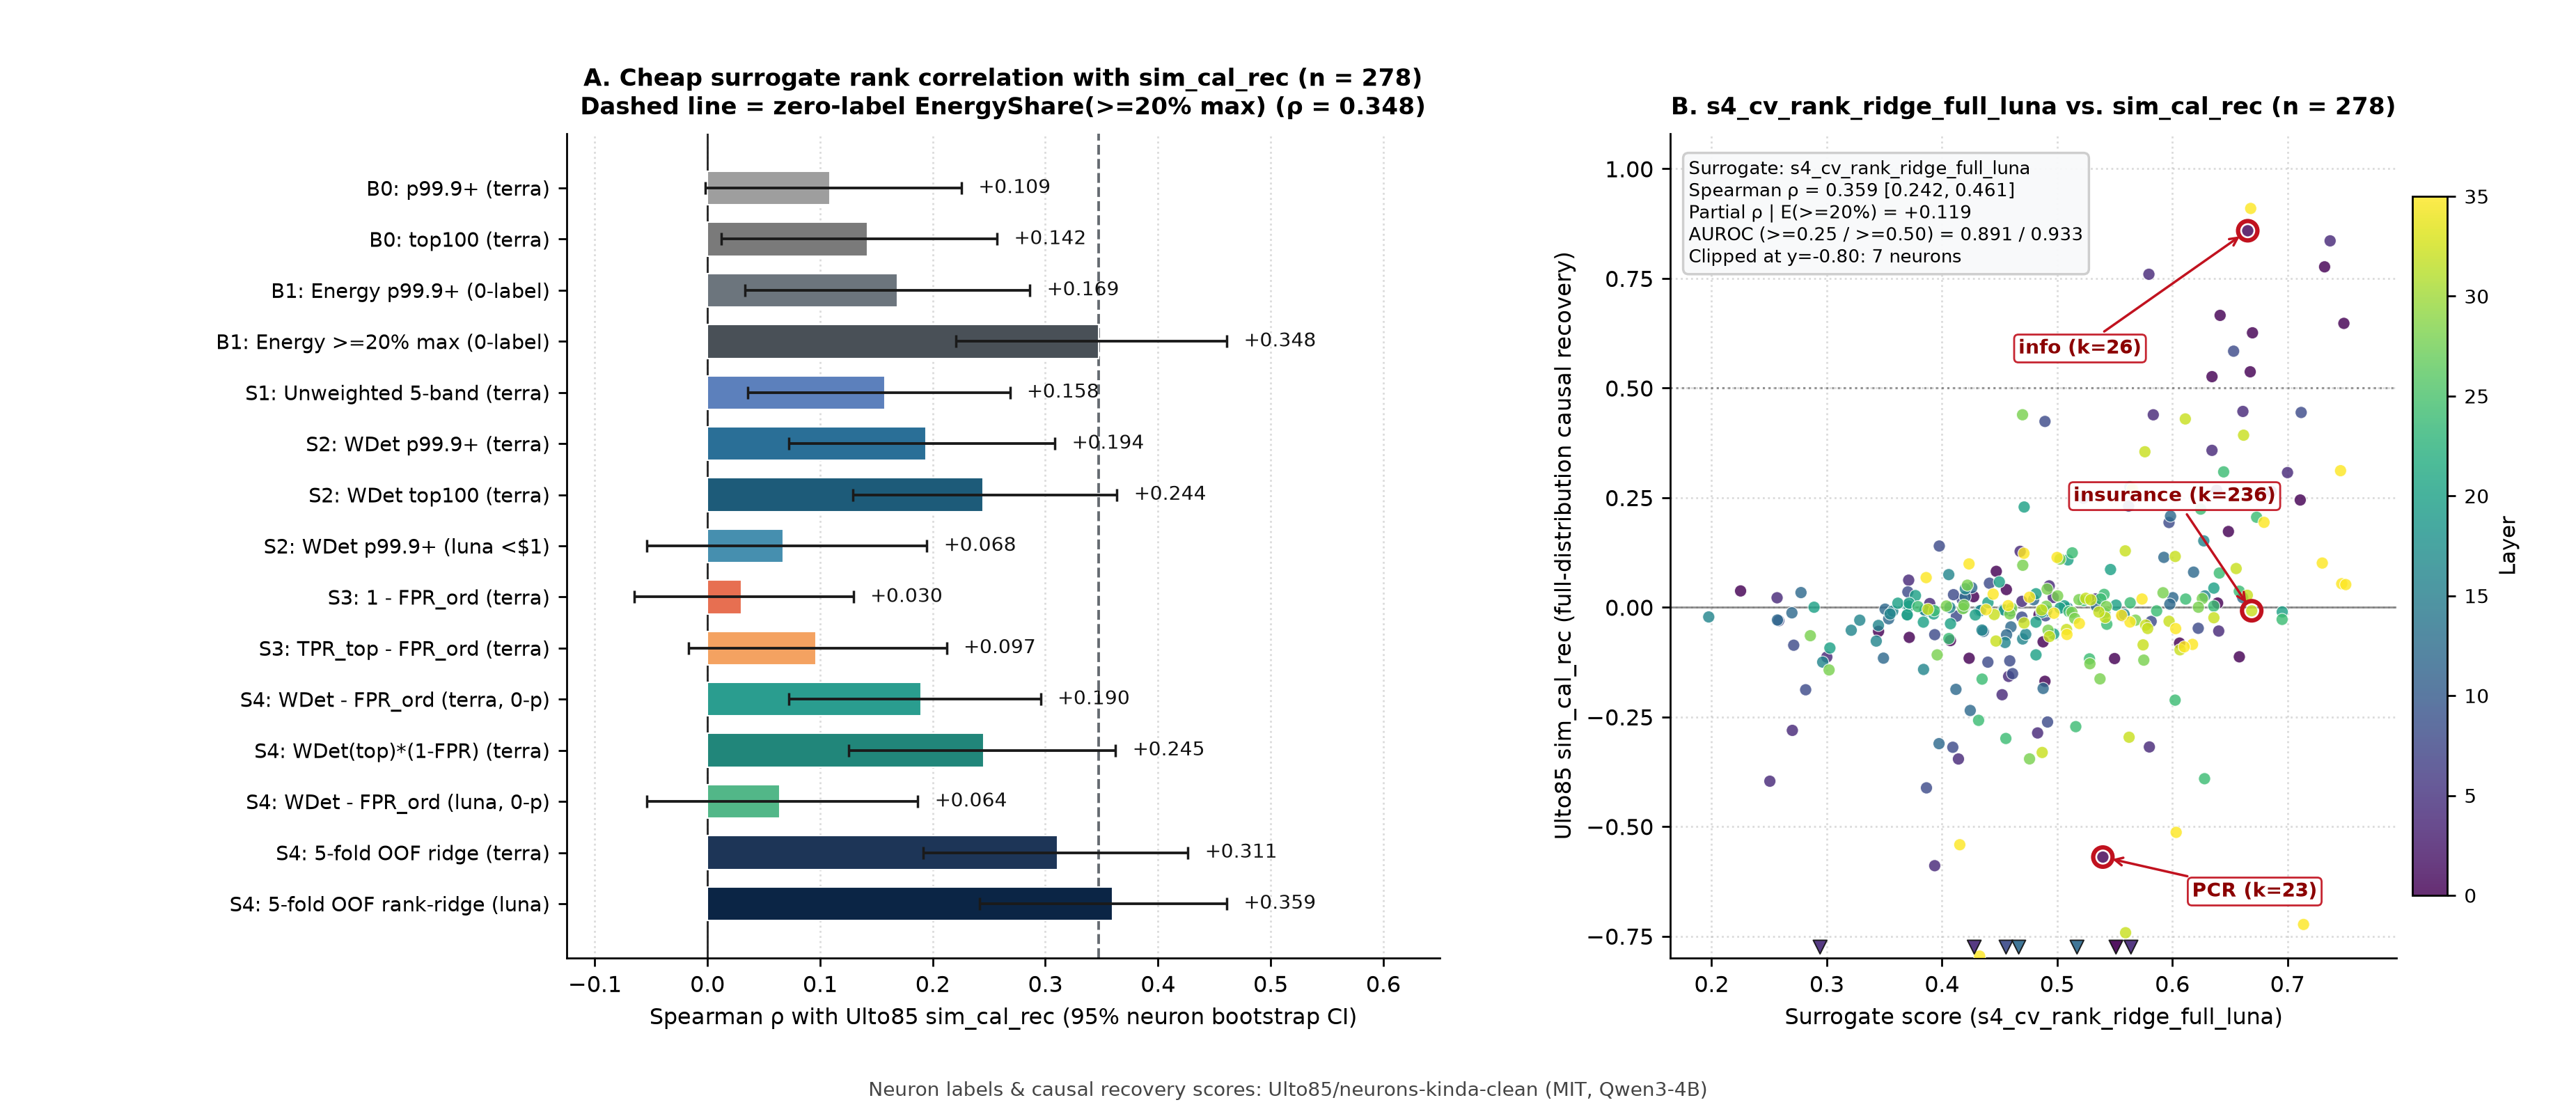 A. Cheap surrogate rank correlation with sim_cal_rec (n = 278)
Dashed line = zero-label EnergyShare(>=20% max) (ρ = 0.348)
B0: p99.9+ (terra)
+0.109
B0: top100 (terra)
+0.142
B1: Energy p99.9+ (0-label)
+0.169
B1: Energy >=20% max (0-label)
+0.348
S1: Unweighted 5-band (terra)
+0.158
S2: WDet p99.9+ (terra)
+0.194
S2: WDet top100 (terra)
+0.244
S2: WDet p99.9+ (luna <$1)
+0.068
S3: 1 - FPR_ord (terra)
+0.030
S3: TPR_top - FPR_ord (terra)
+0.097
S4: WDet - FPR_ord (terra, 0-p)
+0.190
S4: WDet(top)*(1-FPR) (terra)
+0.245
S4: WDet - FPR_ord (luna, 0-p)
+0.064
S4: 5-fold OOF ridge (terra)
+0.311
S4: 5-fold OOF rank-ridge (luna)
+0.359
−0.1 0.0 0.1 0.2 0.3 0.4 0.5 0.6
Spearman ρ with Ulto85 sim_cal_rec (95% neuron bootstrap CI)
B. s4_cv_rank_ridge_full_luna vs. sim_cal_rec (n = 278)
Surrogate: s4_cv_rank_ridge_full_luna
Spearman ρ = 0.359 [0.242, 0.461]
Partial ρ | E(>=20%) = +0.119
AUROC (>=0.25 / >=0.50) = 0.891 / 0.933
Clipped at y=-0.80: 7 neurons
info (k=26)
insurance (k=236)
PCR (k=23)
Ulto85 sim_cal_rec (full-distribution causal recovery)
1.00
0.75
0.50
0.25
0.00
−0.25
−0.50
−0.75
0.2 0.3 0.4 0.5 0.6 0.7
Surrogate score (s4_cv_rank_ridge_full_luna)
35
30
25
20
15
10
5
0
Layer
Neuron labels & causal recovery scores: Ulto85/neurons-kinda-clean (MIT, Qwen3-4B)